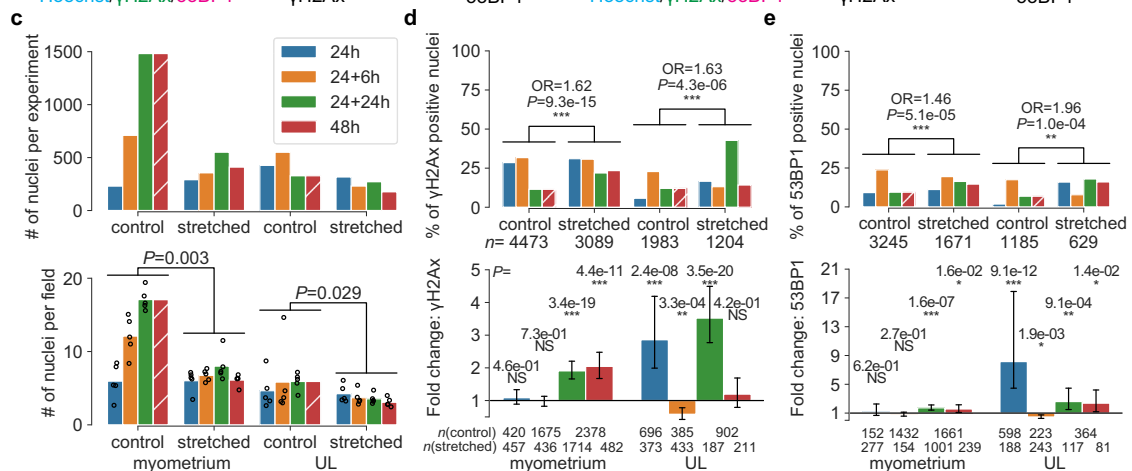 Hoechst/γH2Ax/53BP1 γH2Ax 53BP1 Hoechst/γH2Ax/53BP1 γH2Ax 53BP1
c
# of nuclei per experiment
1500
1000
500
0
24h
24+6h
24+24h
48h
control stretched control stretched
# of nuclei per field
20
10
0
P=0.003
P=0.029
control stretched control stretched
myometrium UL
d
% of γH2Ax positive nuclei
100
75
50
25
0
OR=1.62
P=9.3e-15
***
OR=1.63
P=4.3e-06
***
control stretched control stretched
n= 4473 3089 1983 1204
Fold change: γH2Ax
5
4
3
2
1
P=
4.4e-11 2.4e-08 3.5e-20
*** *** ***
3.4e-19 3.3e-04 4.2e-01
*** ** NS
7.3e-01
NS
4.6e-01
NS
n(control) 420 1675 2378 696 385 902
n(stretched) 457 436 1714 482 373 433 187 211
myometrium UL
e
% of 53BP1 positive nuclei
100
75
50
25
0
OR=1.46
P=5.1e-05
***
OR=1.96
P=1.0e-04
**
control stretched control stretched
3245 1671 1185 629
Fold change: 53BP1
21
17
13
9
5
1
1.6e-02 9.1e-12 1.4e-02
* *** *
1.6e-07 9.1e-04
*** **
2.7e-01 1.9e-03
NS *
6.2e-01
NS
152 1432 1661 598 223 364
277 154 1001 239 188 243 117 81
myometrium UL